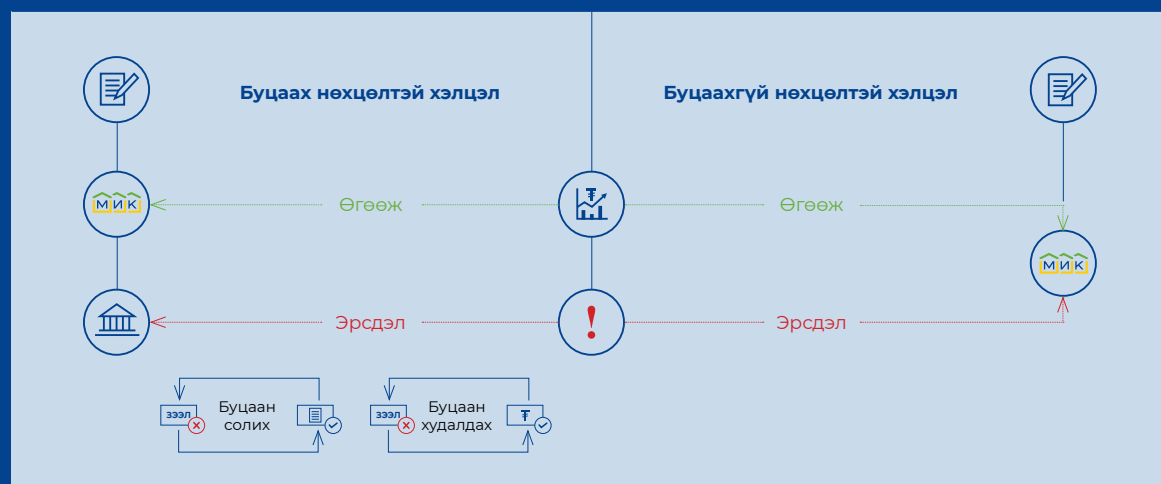 Буцаах нөхцөлтэй хэлцэл
Буцаахгүй нөхцөлтэй хэлцэл
МИК
Өгөөж
₮
Өгөөж
МИК
Эрсдэл
!
Эрсдэл
ЗЭЭЛ
Буцаан
солих
ЗЭЭЛ
Буцаан
худалдах
₮